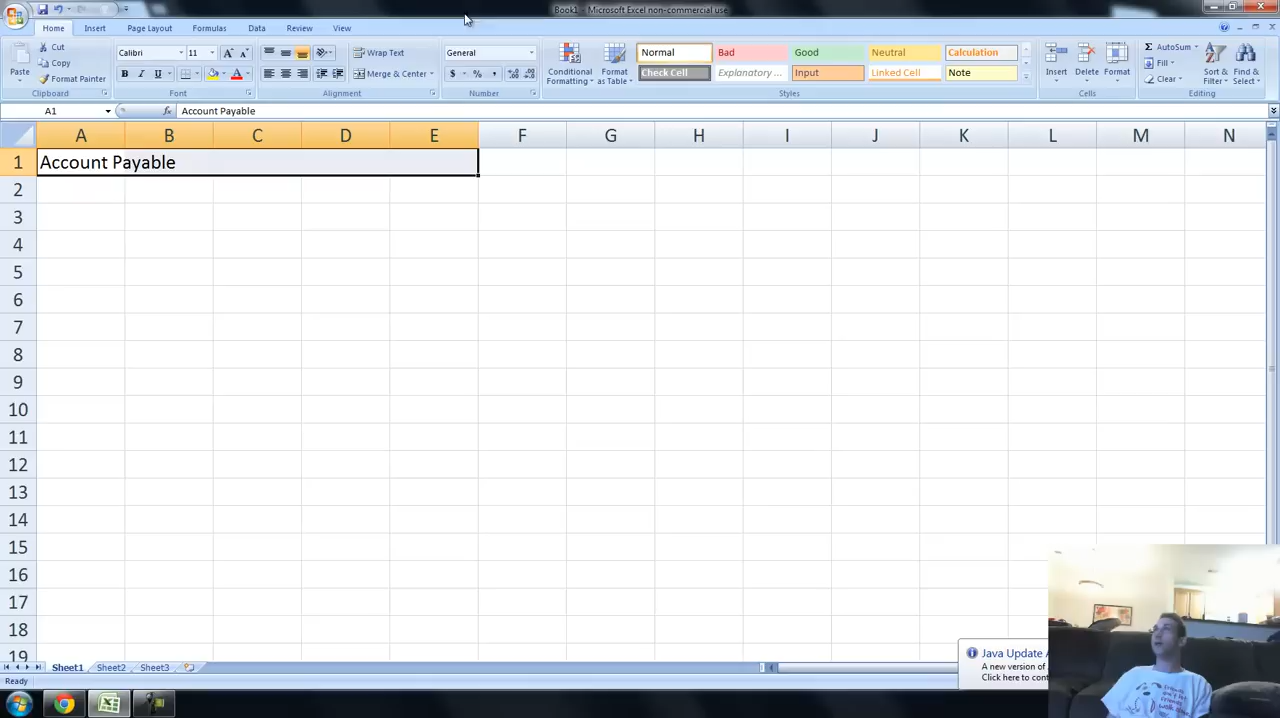 Book1 - Microsoft Excel non-commercial use
Home Insert Page Layout Formulas Data Review View
Cut Calibri 11 A A Wrap Text General Normal Bad Good Neutral Calculation AutoSum
Copy Fill
Paste Format Painter B I U A Merge & Center $ % , Conditional Formatting Format as Table Check Cell Explanatory ... Input Linked Cell Note Insert Delete Format Clear Sort & Filter Find & Select
Clipboard Font Alignment Number Styles Cells Editing
A1 fx Account Payable
A B C D E F G H I J K L M N
1 Account Payable
2
3
4
5
6
7
8
9
10
11
12
13
14
15
16
17
18
19
Java Update
A new version of
Click here to con
Sheet1 Sheet2 Sheet3
Ready